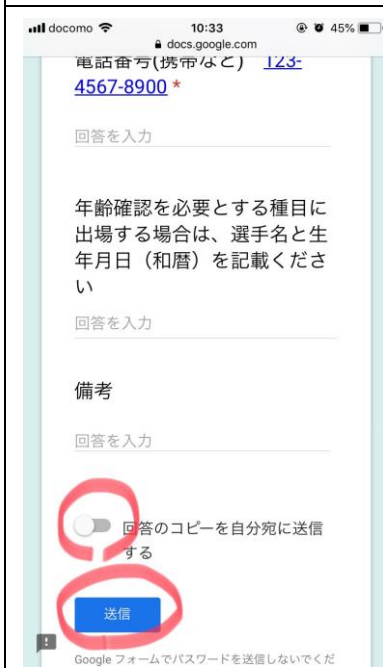 docomo 10:33 45%
docs.google.com
電話番号(携帯など) 123-
4567-8900 *
回答を入力
年齢確認を必要とする種目に
出場する場合は、選手名と生
年月日（和暦）を記載くださ
い
回答を入力
備考
回答を入力
回答のコピーを自分宛に送信
する
送信
Google フォームでパスワードを送信しないでくだ